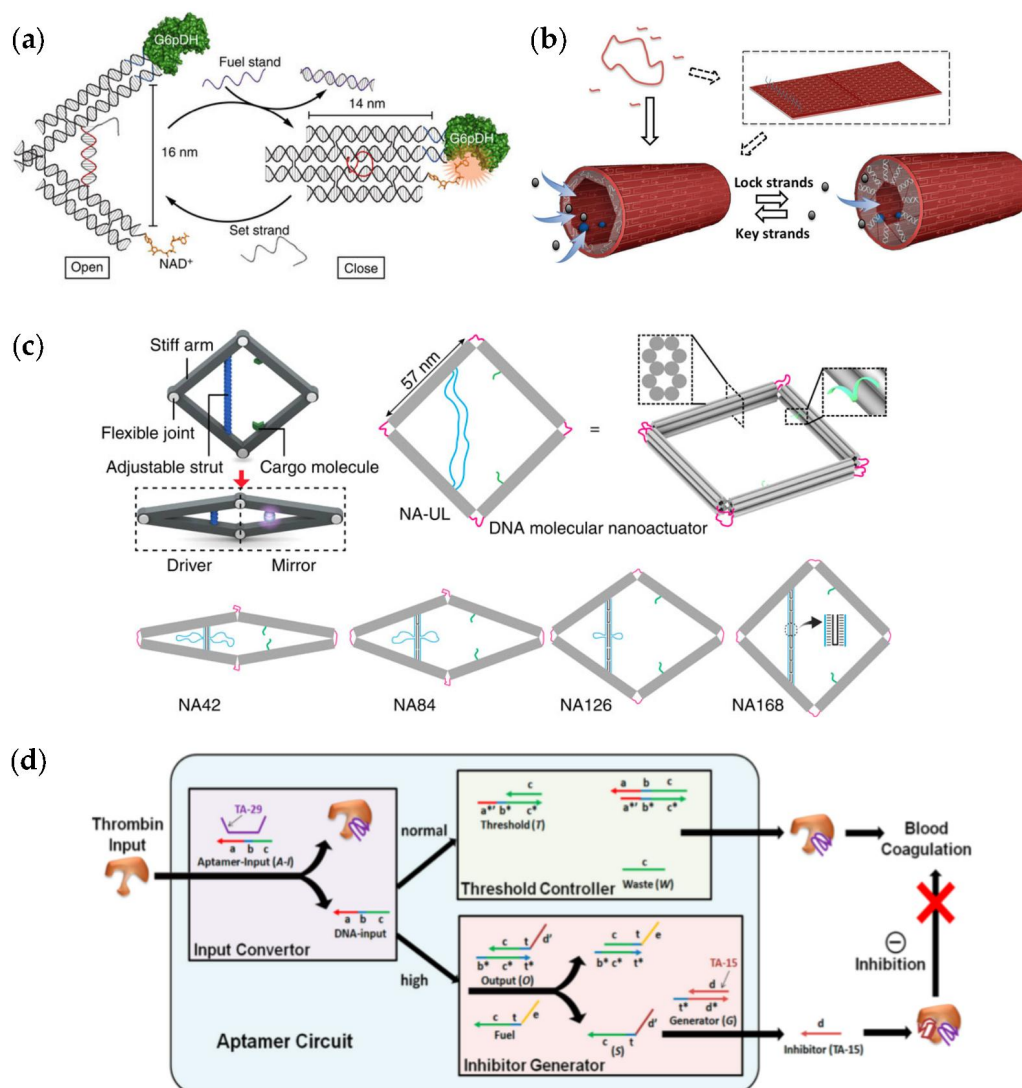 (a)
G6pDH
Fuel stand
14 nm
G6pDH
16 nm
Set strand
NAD+
Open
Close
(b)
Lock strands
Key strands
(c)
Stiff arm
Flexible joint
Adjustable strut
Cargo molecule
Driver
Mirror
57 nm
NA-UL
=
DNA molecular nanoactuator
NA42
NA84
NA126
NA168
(d)
Thrombin
Input
TA-29
a b c
Aptamer-Input (A-I)
a b c
DNA-input
Input Convertor
normal
high
c
a*' b* c*
Threshold (T)
a b c
a*' b* c*
c
Waste (W)
Threshold Controller
c t d'
b* c* t*
Output (O)
c t e
b* c* t*
c t e
Fuel
c (S) t d'
TA-15
d
t* d*
Generator (G)
Inhibitor Generator
Aptamer Circuit
Blood
Coagulation
Inhibition
d
Inhibitor (TA-15)